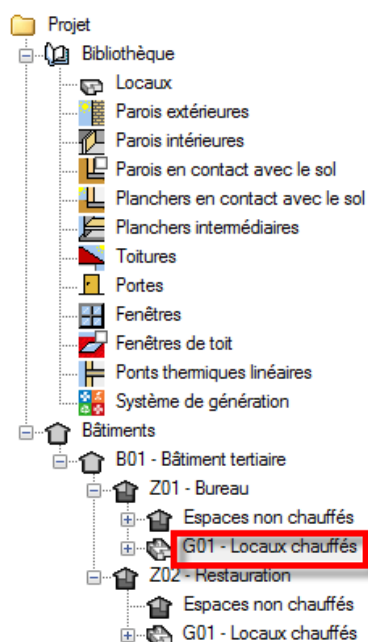 Projet
Bibliothèque
Locaux
Parois extérieures
Parois intérieures
Parois en contact avec le sol
Planchers en contact avec le sol
Planchers intermédiaires
Toitures
Portes
Fenêtres
Fenêtres de toit
Ponts thermiques linéaires
Système de génération
Bâtiments
B01 - Bâtiment tertiaire
Z01 - Bureau
Espaces non chauffés
G01 - Locaux chauffés
Z02 - Restauration
Espaces non chauffés
G01 - Locaux chauffés